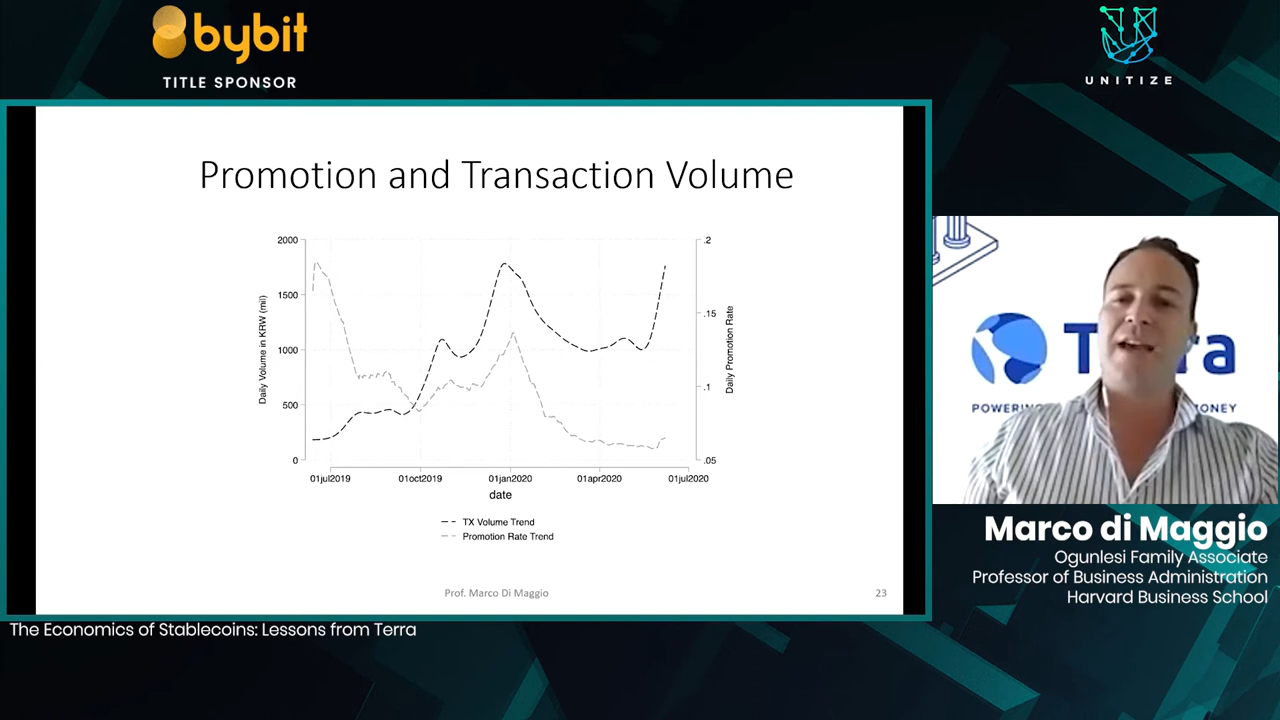 bybit
TITLE SPONSOR
UNITIZE
Promotion and Transaction Volume
2000
1500
1000
500
0
Daily Volume in KRW (mil)
.2
.15
.1
.05
Daily Promotion Rate
01jul2019
01oct2019
01jan2020
01apr2020
01jul2020
date
TX Volume Trend
Promotion Rate Trend
Prof. Marco Di Maggio
23
POWERING
ONEY
Marco di Maggio
Ogunlesi Family Associate
Professor of Business Administration
Harvard Business School
The Economics of Stablecoins: Lessons from Terra